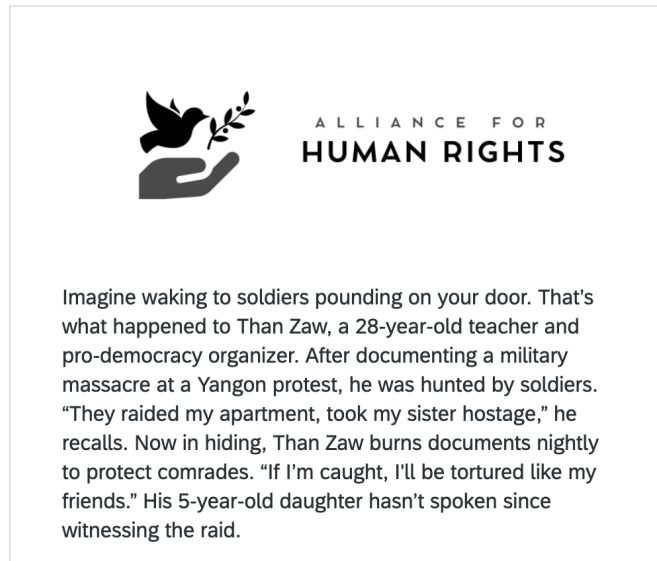 ALLIANCE FOR
HUMAN RIGHTS
Imagine waking to soldiers pounding on your door. That’s
what happened to Than Zaw, a 28-year-old teacher and
pro-democracy organizer. After documenting a military
massacre at a Yangon protest, he was hunted by soldiers.
“They raided my apartment, took my sister hostage,” he
recalls. Now in hiding, Than Zaw burns documents nightly
to protect comrades. “If I’m caught, I'll be tortured like my
friends.” His 5-year-old daughter hasn’t spoken since
witnessing the raid.